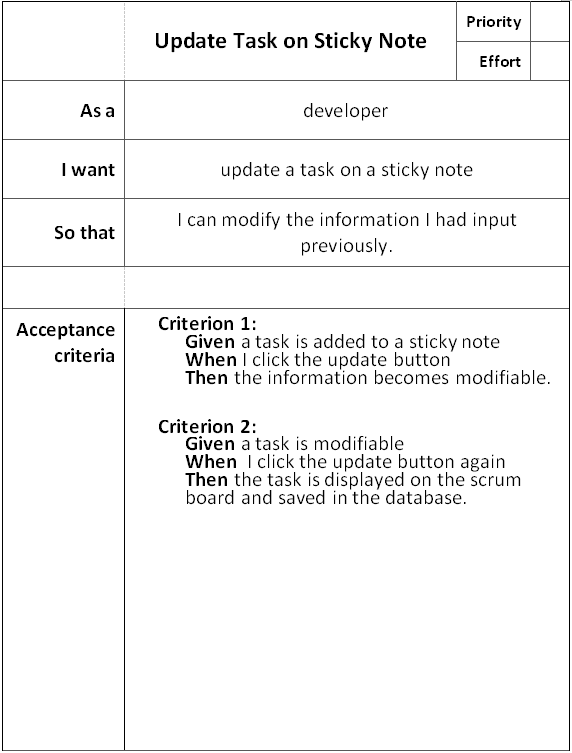 Update Task on Sticky Note
Priority
Effort
As a
developer
I want
update a task on a sticky note
So that
I can modify the information I had input
previously.
Acceptance
criteria
Criterion 1:
Given a task is added to a sticky note
When I click the update button
Then the information becomes modifiable.
Criterion 2:
Given a task is modifiable
When I click the update button again
Then the task is displayed on the scrum
board and saved in the database.